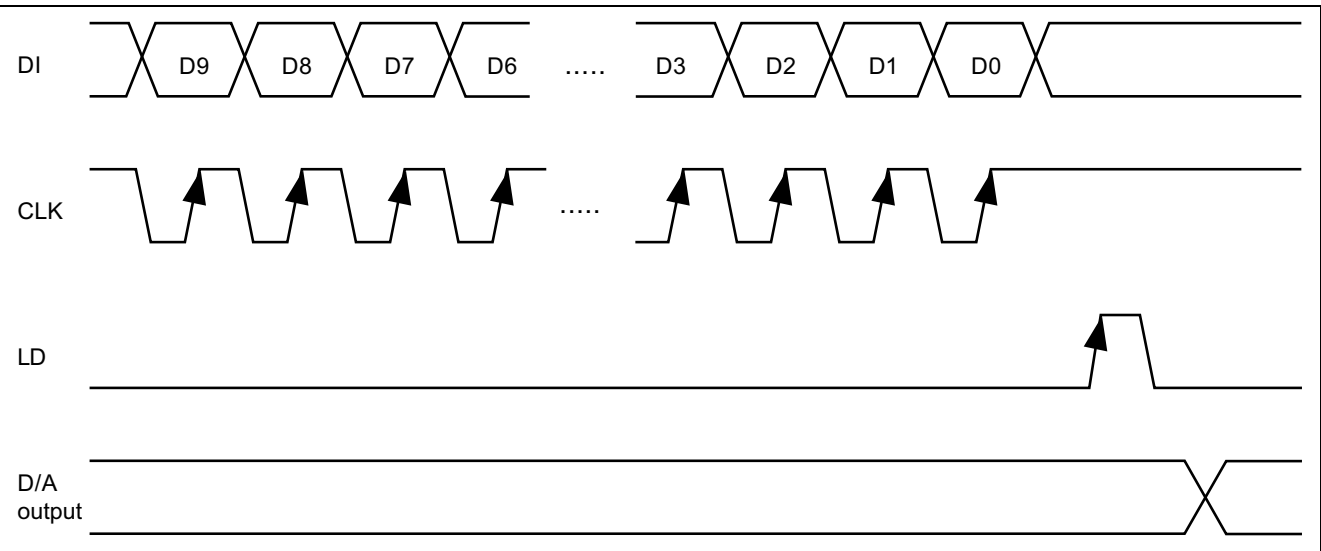 DI D9 D8 D7 D6 ..... D3 D2 D1 D0
CLK .....
LD
D/A
output